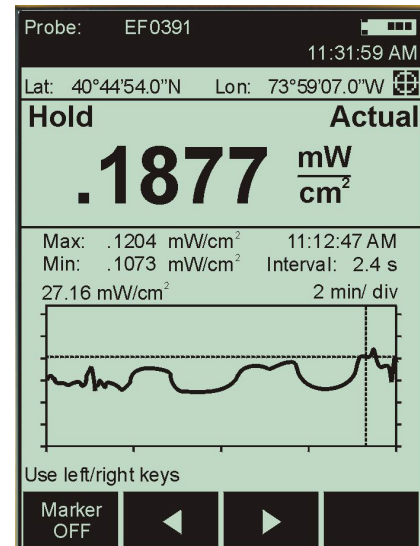 Probe: EF0391
11:31:59 AM
Lat: 40°44'54.0"N Lon: 73°59'07.0"W
Hold Actual
.1877 mW/cm²
Max: .1204 mW/cm² 11:12:47 AM
Min: .1073 mW/cm² Interval: 2.4 s
27.16 mW/cm² 2 min/ div
Use left/right keys
Marker
OFF